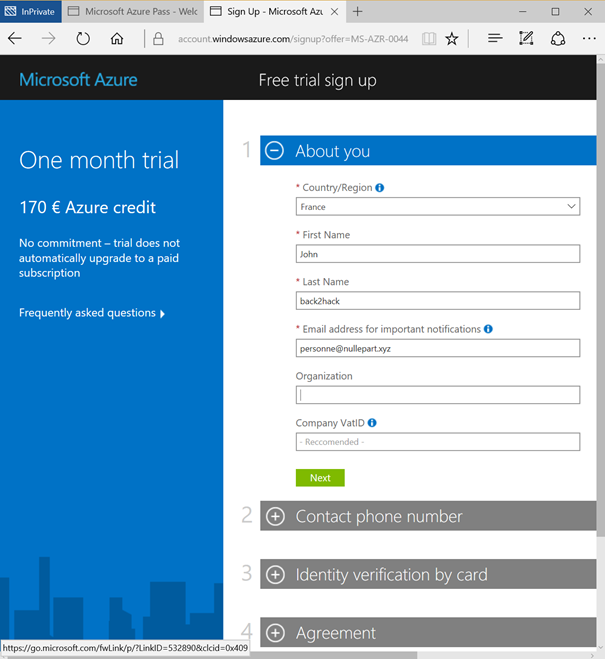 InPrivate
Microsoft Azure Pass - Welc
Sign Up - Microsoft Azu
account.windowsazure.com/signup?offer=MS-AZR-0044
Microsoft Azure
Free trial sign up
One month trial
170 € Azure credit
No commitment – trial does not
automatically upgrade to a paid
subscription
Frequently asked questions
1
About you
* Country/Region
France
* First Name
John
* Last Name
back2hack
* Email address for important notifications
personne@nullepart.xyz
Organization
Company VatID
- Reccomended -
Next
2
Contact phone number
3
Identity verification by card
4
Agreement
https://go.microsoft.com/fwLink/p/?LinkID=532890&clcid=0x409